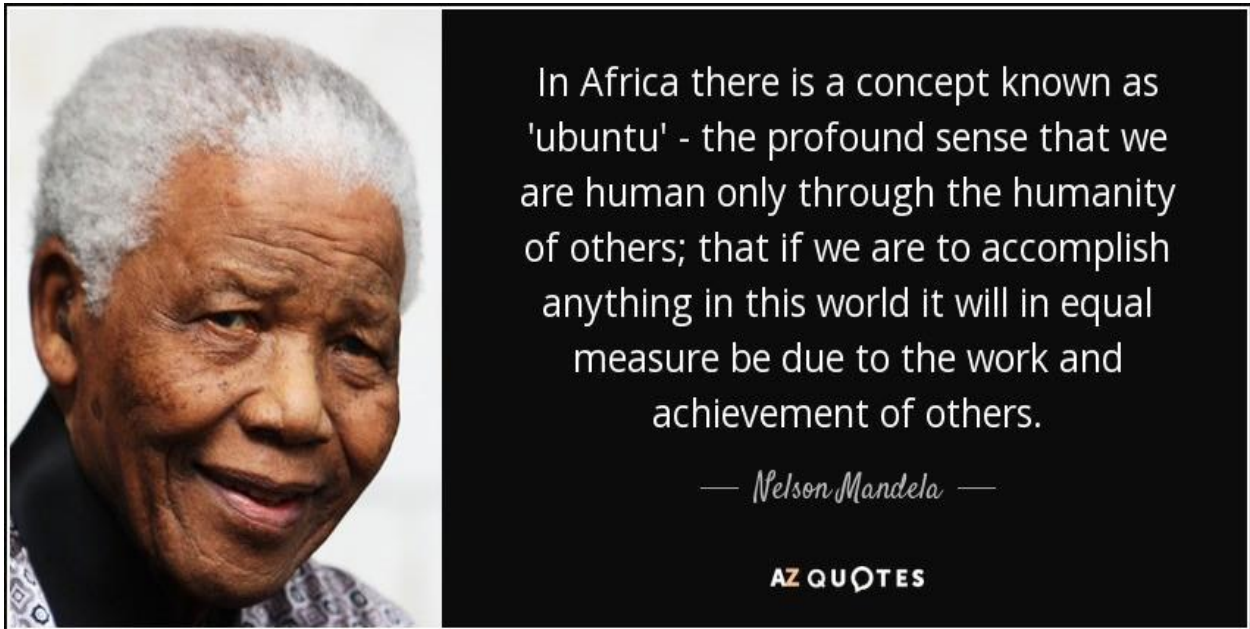 In Africa there is a concept known as
'ubuntu' - the profound sense that we
are human only through the humanity
of others; that if we are to accomplish
anything in this world it will in equal
measure be due to the work and
achievement of others.
— Nelson Mandela —
AZ QUOTES